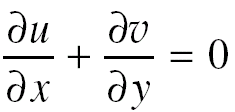 ∂u/∂x + ∂v/∂y = 0